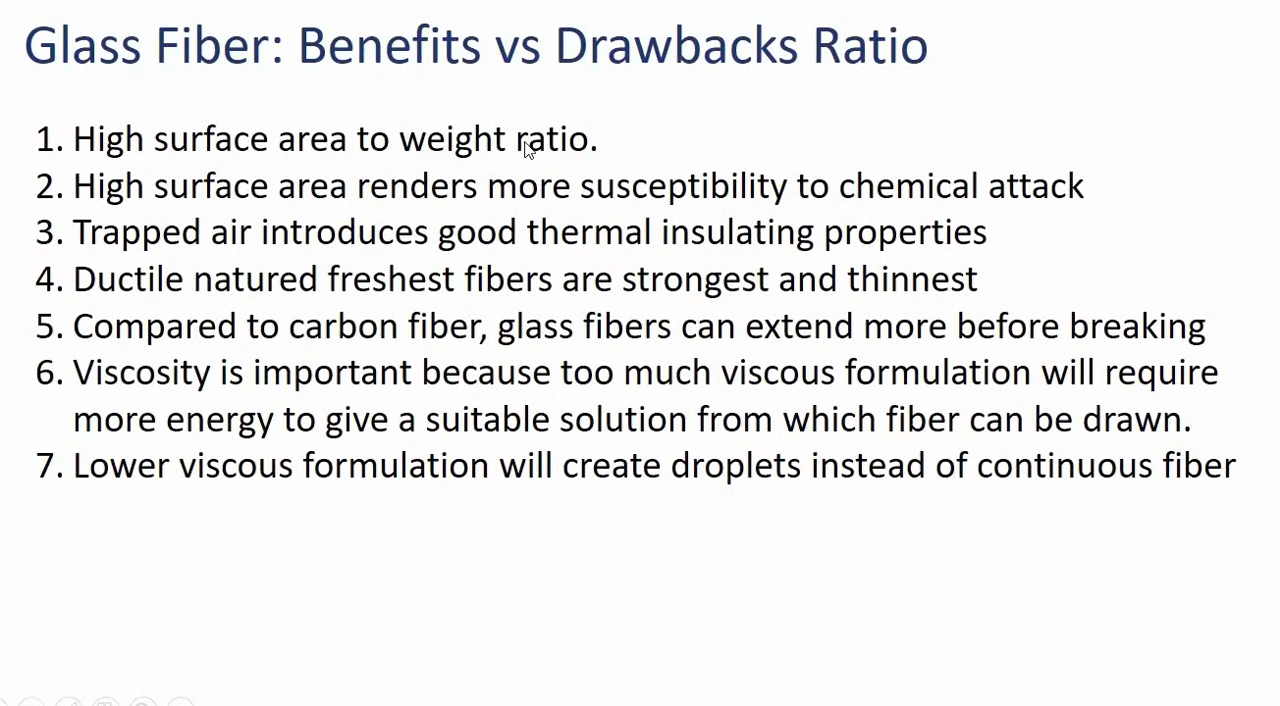 Glass Fiber: Benefits vs Drawbacks Ratio
1. High surface area to weight ratio.
2. High surface area renders more susceptibility to chemical attack
3. Trapped air introduces good thermal insulating properties
4. Ductile natured freshest fibers are strongest and thinnest
5. Compared to carbon fiber, glass fibers can extend more before breaking
6. Viscosity is important because too much viscous formulation will require
more energy to give a suitable solution from which fiber can be drawn.
7. Lower viscous formulation will create droplets instead of continuous fiber